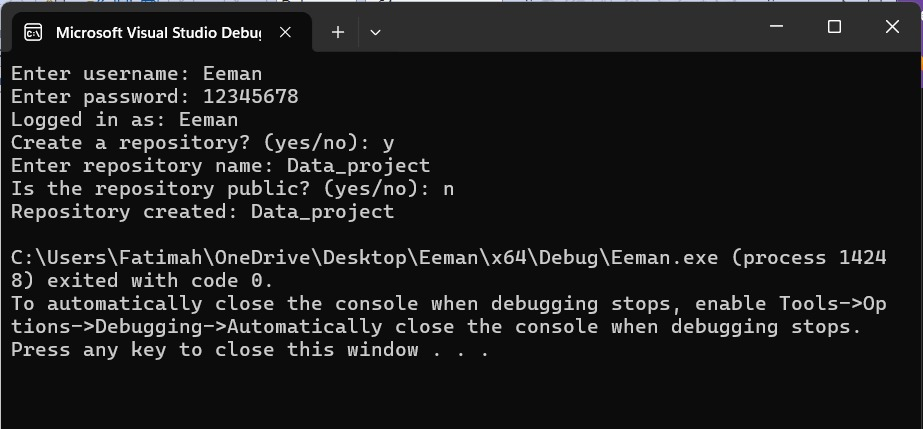 Microsoft Visual Studio Debu
Enter username: Eeman
Enter password: 12345678
Logged in as: Eeman
Create a repository? (yes/no): y
Enter repository name: Data_project
Is the repository public? (yes/no): n
Repository created: Data_project
C:\Users\Fatimah\OneDrive\Desktop\Eeman\x64\Debug\Eeman.exe (process 1424
8) exited with code 0.
To automatically close the console when debugging stops, enable Tools->Op
tions->Debugging->Automatically close the console when debugging stops.
Press any key to close this window . . .